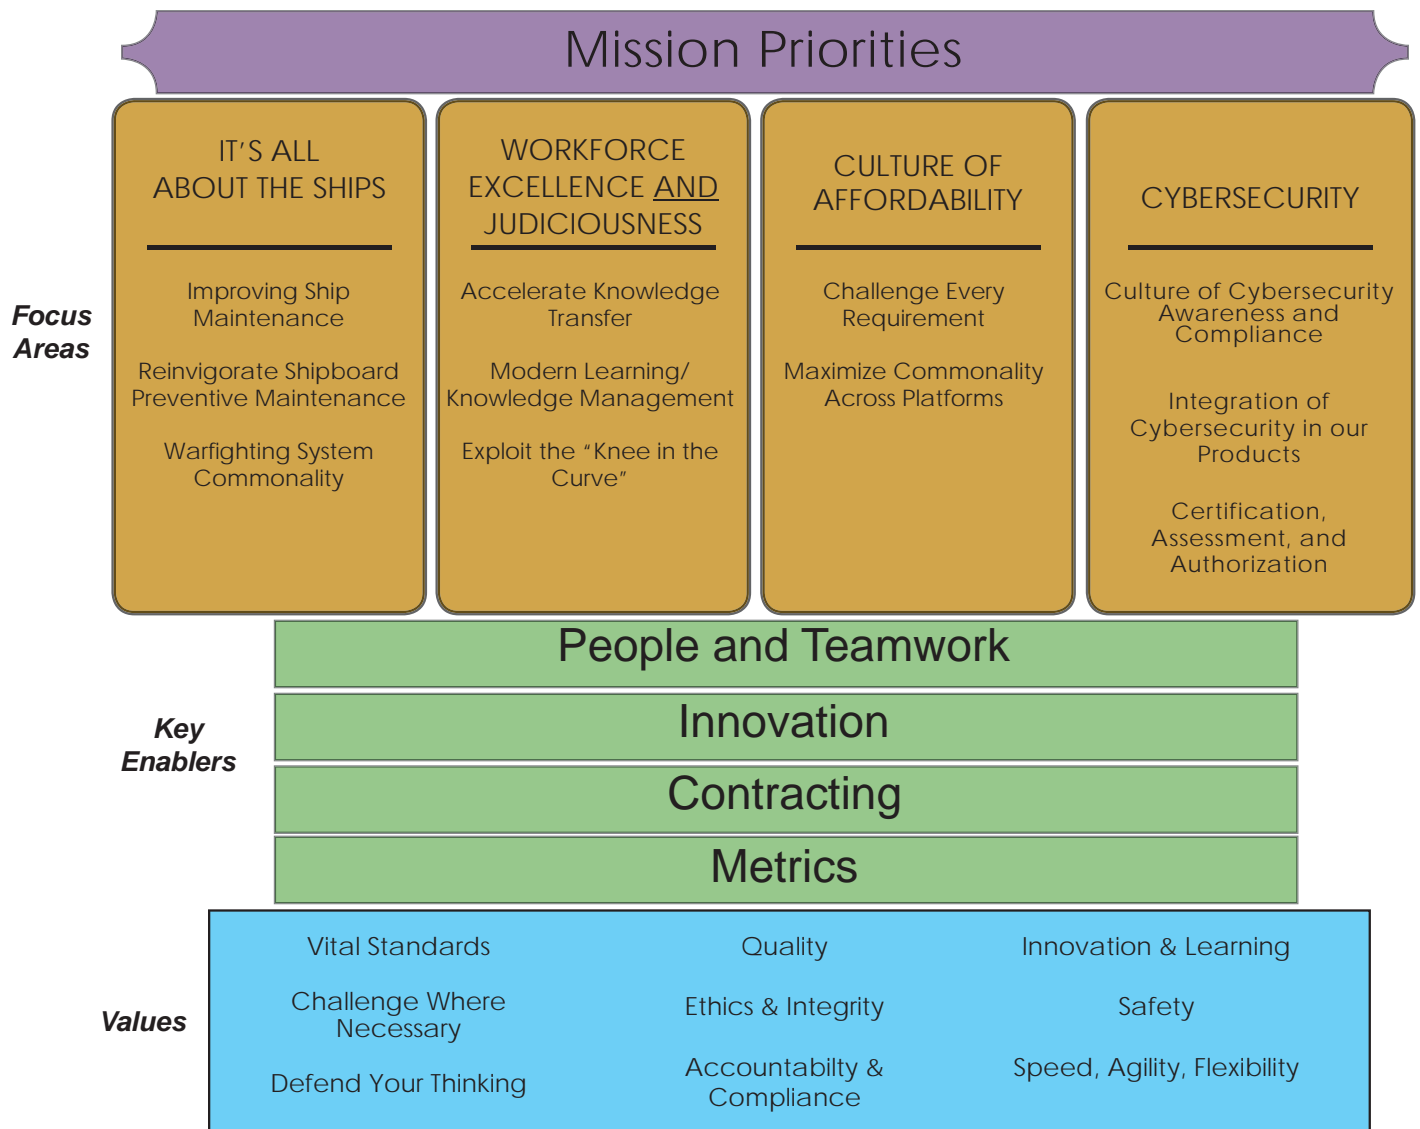 Mission Priorities
IT'S ALL
ABOUT THE SHIPS
Improving Ship
Maintenance
Reinvigorate Shipboard
Preventive Maintenance
Warfighting System
Commonality
WORKFORCE
EXCELLENCE AND
JUDICIOUSNESS
Accelerate Knowledge
Transfer
Modern Learning/
Knowledge Management
Exploit the “Knee in the
Curve”
CULTURE OF
AFFORDABILITY
Challenge Every
Requirement
Maximize Commonality
Across Platforms
CYBERSECURITY
Culture of Cybersecurity
Awareness and
Compliance
Integration of
Cybersecurity in our
Products
Certification,
Assessment, and
Authorization
Focus
Areas
People and Teamwork
Innovation
Contracting
Metrics
Key
Enablers
Values
Vital Standards
Challenge Where
Necessary
Defend Your Thinking
Quality
Ethics & Integrity
Accountabilty &
Compliance
Innovation & Learning
Safety
Speed, Agility, Flexibility